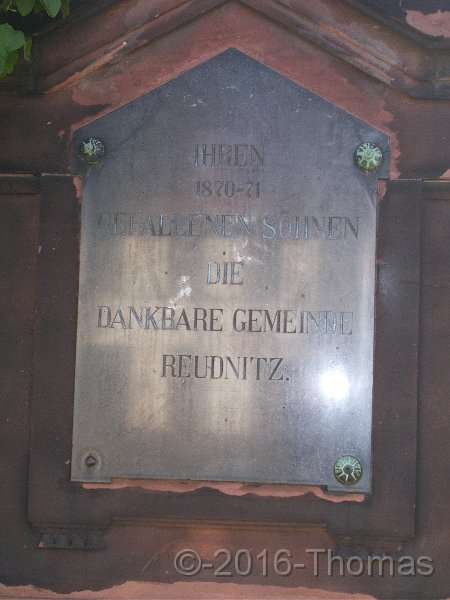 IHREN
1870-71
GEFALLENEN SÖHNEN
DIE
DANKBARE GEMEINDE
REUDNITZ.
©-2016-Thomas